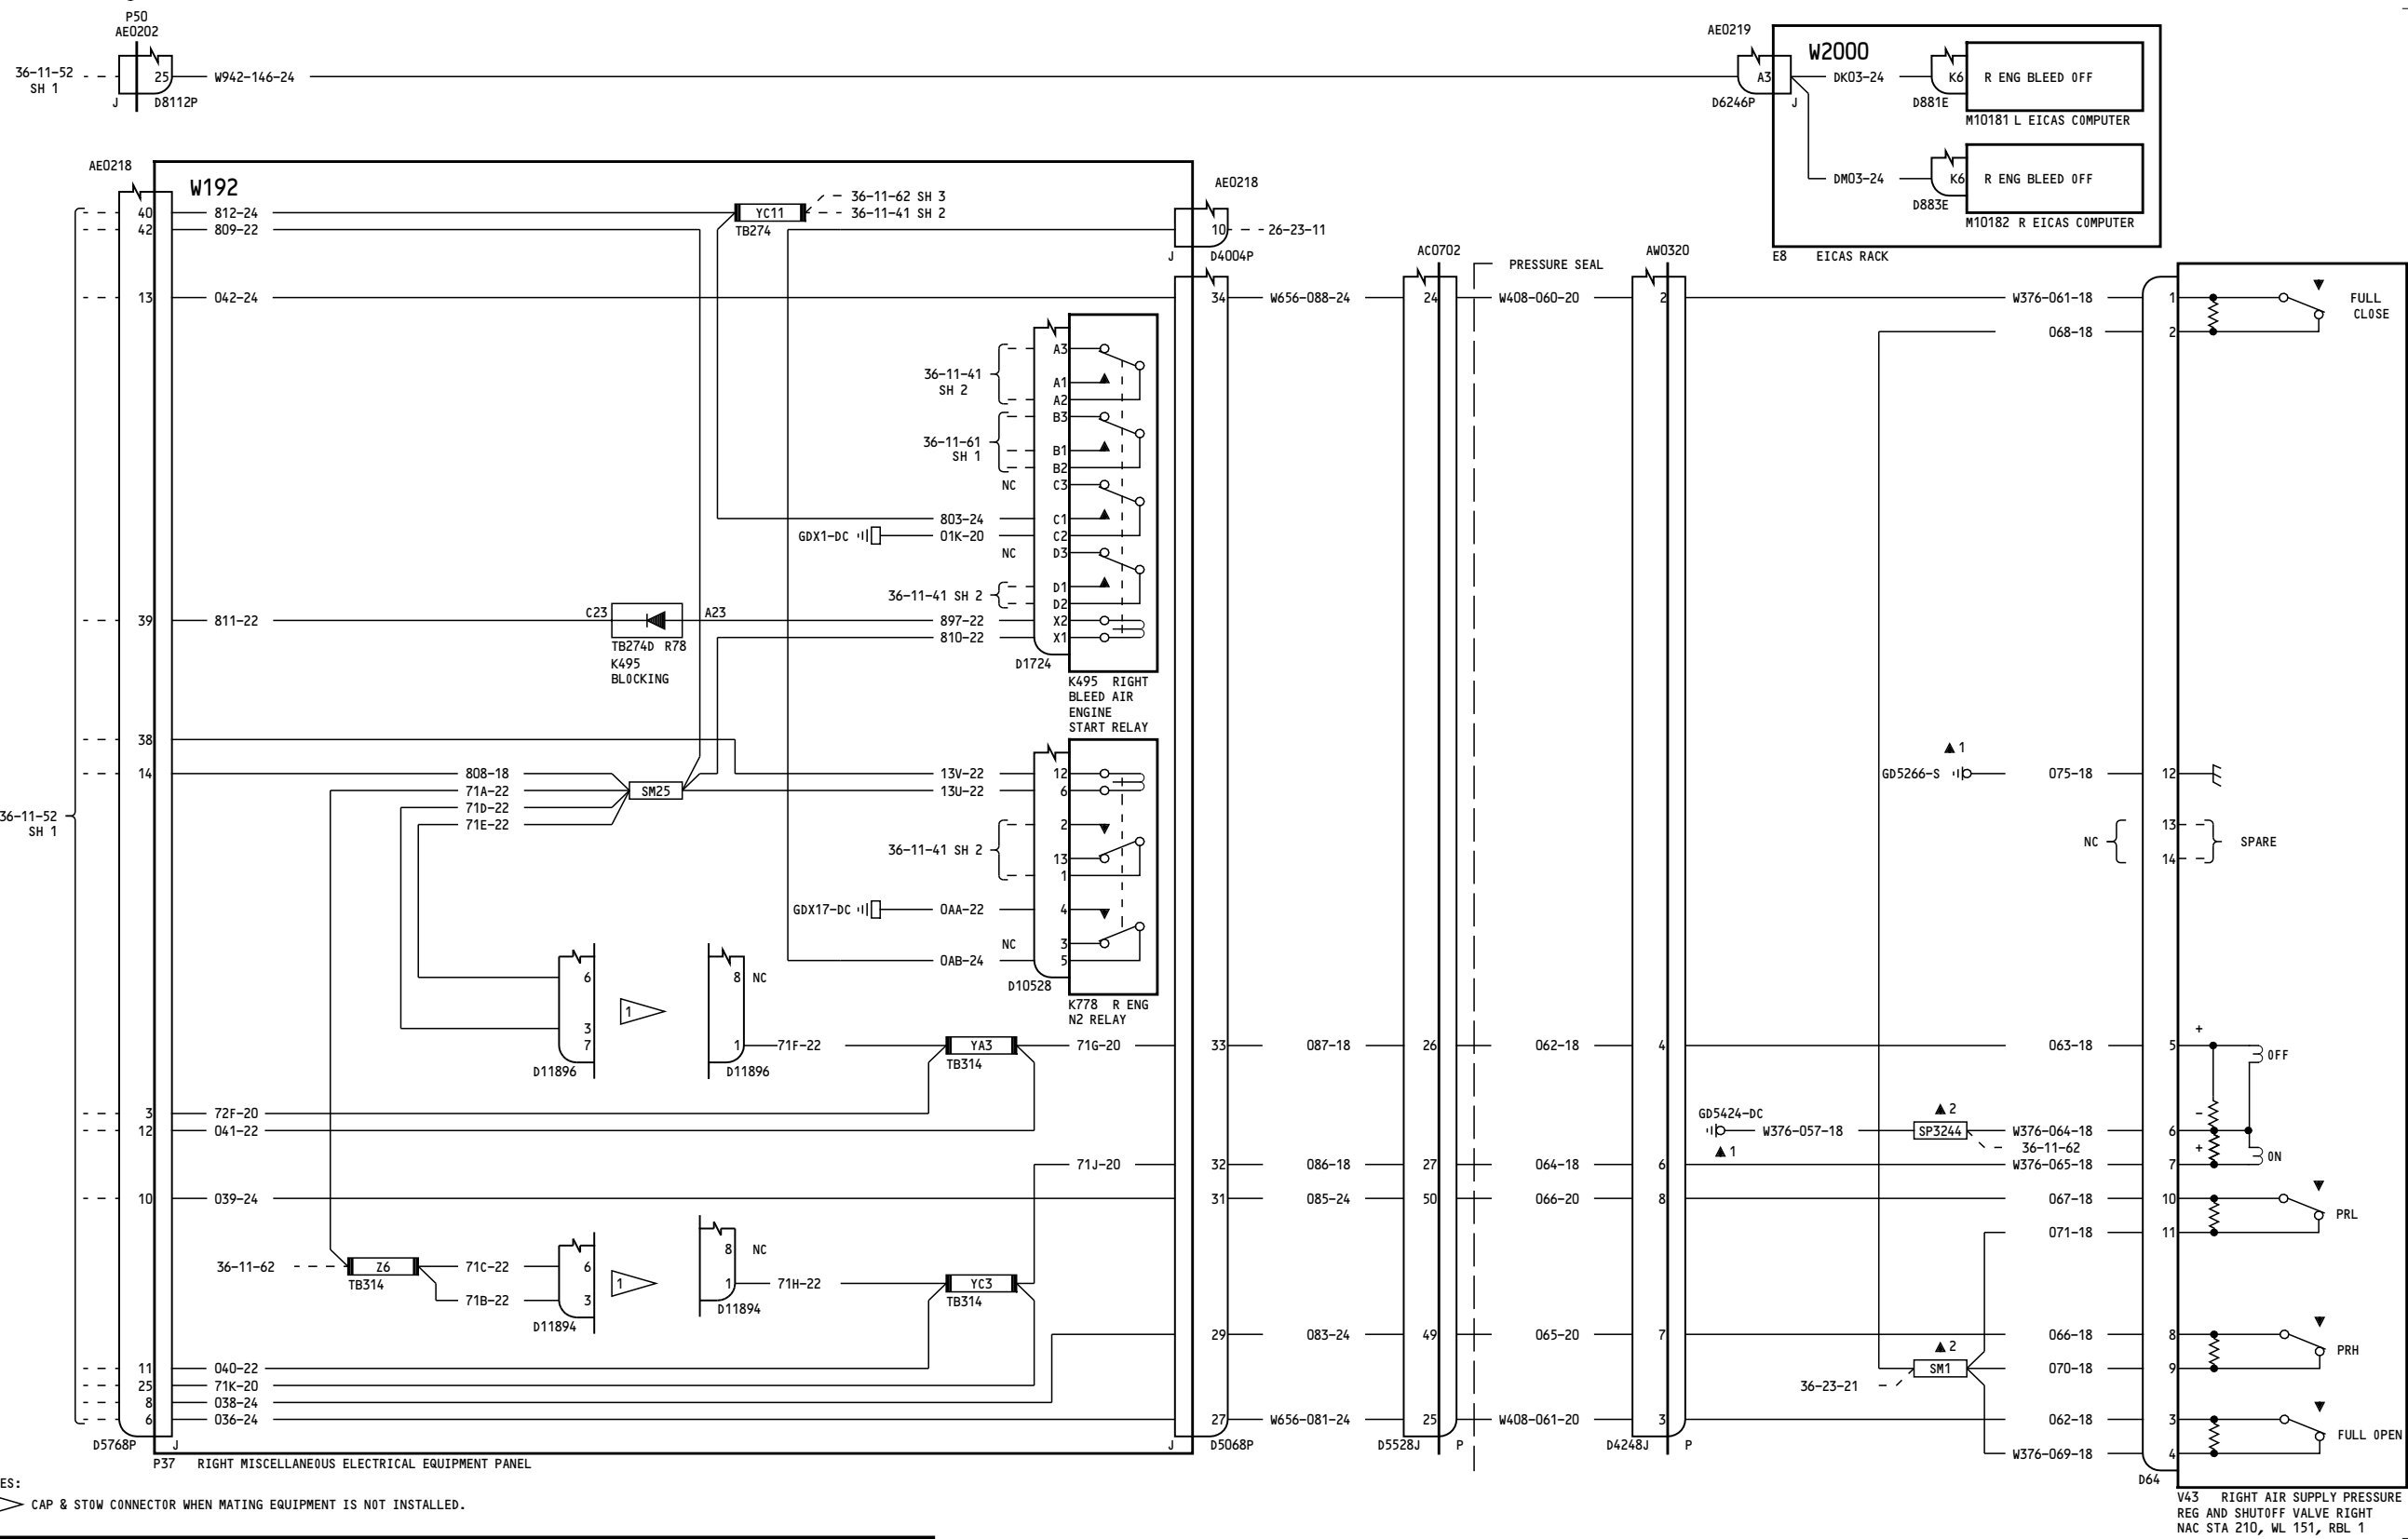 P50
AE0202
36-11-52
SH 1
25
W942-146-24
J
D8112P
AE0219
W2000
A3
D6246P
J
DK03-24
K6
R ENG BLEED OFF
D881E
M10181 L EICAS COMPUTER
DM03-24
K6
R ENG BLEED OFF
D883E
M10182 R EICAS COMPUTER
E8 EICAS RACK
AE0218
W192
40
812-24
42
809-22
YC11
TB274
36-11-62 SH 3
36-11-41 SH 2
AE0218
10
26-23-11
J
D4004P
13
042-24
34
W656-088-24
AC0702
24
PRESSURE SEAL
W408-060-20
AW0320
2
W376-061-18
1
FULL
CLOSE
068-18
2
36-11-41
SH 2
A3
A1
A2
36-11-61
SH 1
B3
B1
B2
NC
C3
803-24
C1
GDX1-DC
01K-20
C2
NC
D3
36-11-41 SH 2
D1
D2
39
811-22
C23
A23
TB274D R78
K495
BLOCKING
897-22
X2
810-22
X1
D1724
K495 RIGHT
BLEED AIR
ENGINE
START RELAY
38
14
808-18
71A-22
71D-22
71E-22
SM25
13V-22
12
13U-22
6
36-11-41 SH 2
2
13
1
GDX17-DC
0AA-22
4
NC
3
0AB-24
5
D10528
K778 R ENG
N2 RELAY
36-11-52
SH 1
1
GD5266-S
075-18
12
NC
13
14
SPARE
6
3
7
D11896
1
8
NC
1
D11896
71F-22
YA3
TB314
71G-20
33
087-18
26
062-18
4
063-18
5
+
OFF
3
72F-20
12
041-22
GD5424-DC
1
W376-057-18
2
SP3244
W376-064-18
36-11-62
6
-
+
ON
71J-20
32
086-18
27
064-18
6
W376-065-18
7
10
039-24
31
085-24
50
066-20
8
067-18
10
PRL
071-18
11
36-11-62
Z6
TB314
71C-22
71B-22
6
3
D11894
1
8
NC
1
D11894
71H-22
YC3
TB314
29
083-24
49
065-20
7
066-18
8
PRH
11
040-22
25
71K-20
8
038-24
6
036-24
2
SM1
070-18
9
36-23-21
27
W656-081-24
25
W408-061-20
3
062-18
3
FULL OPEN
W376-069-18
4
D5768P
J
J
D5068P
D5528J
P
D4248J
P
D64
P37 RIGHT MISCELLANEOUS ELECTRICAL EQUIPMENT PANEL
V43 RIGHT AIR SUPPLY PRESSURE
REG AND SHUTOFF VALVE RIGHT
NAC STA 210, WL 151, RBL 1
ES:
CAP & STOW CONNECTOR WHEN MATING EQUIPMENT IS NOT INSTALLED.